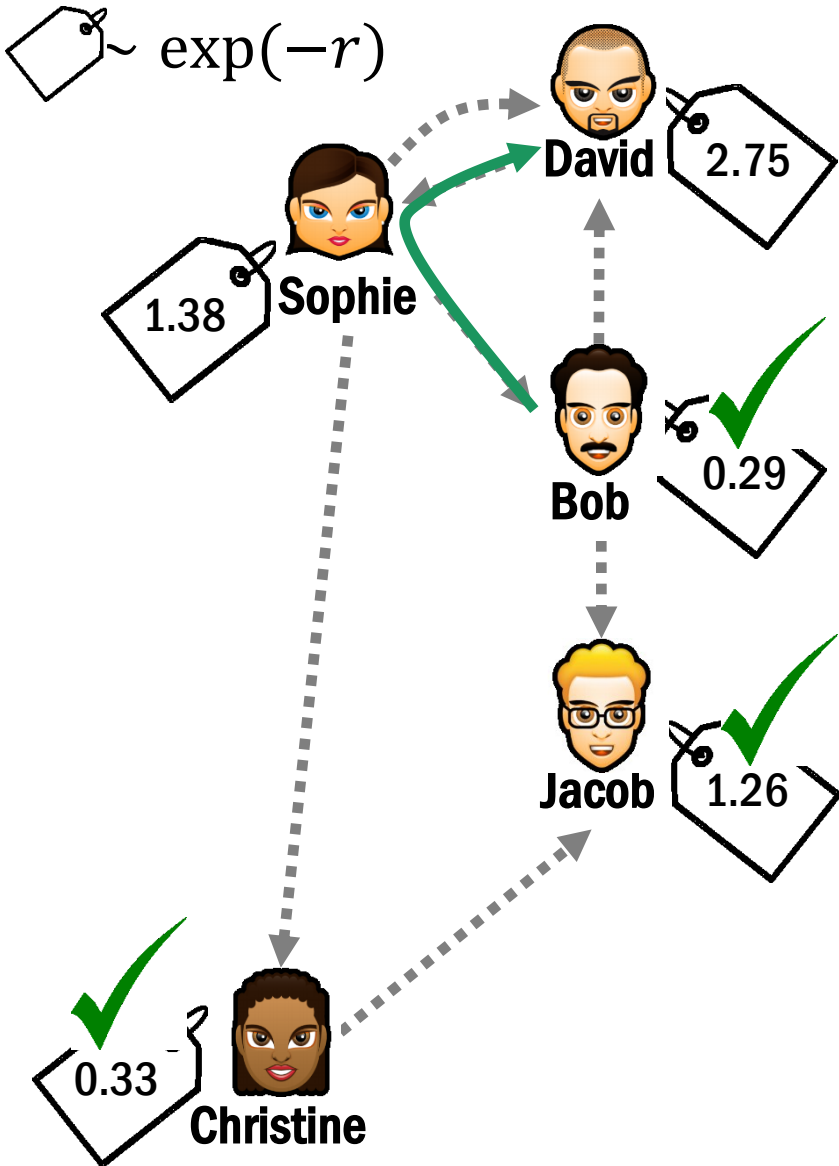 ~ exp(−r)
David
2.75
Sophie
1.38
Bob
0.29
Jacob
1.26
0.33
Christine